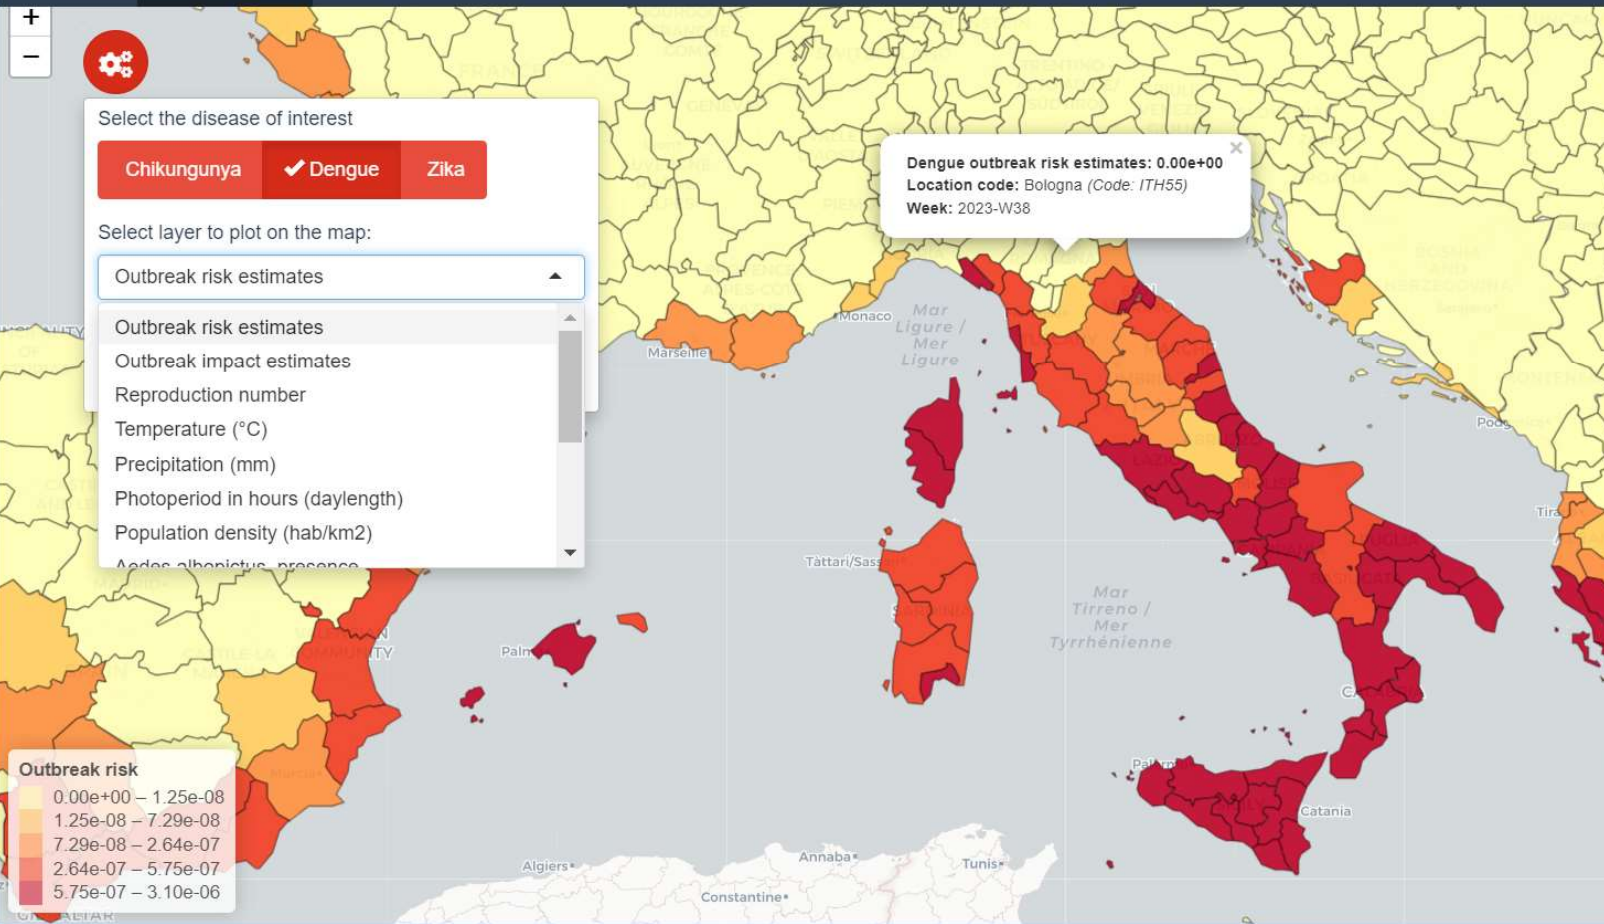 +
−
Select the disease of interest
Chikungunya
Dengue
Zika
Select layer to plot on the map:
Outbreak risk estimates
Outbreak risk estimates
Outbreak impact estimates
Reproduction number
Temperature (°C)
Precipitation (mm)
Photoperiod in hours (daylength)
Population density (hab/km2)
Aedes albopictus, presence
Dengue outbreak risk estimates: 0.00e+00
Location code: Bologna (Code: ITH55)
Week: 2023-W38
×
Monaco
Marseille
Mar
Ligure /
Mer
Ligure
Tàttari/Sassari
SARDINIA
Mar
Tirreno /
Mer
Tyrrhénienne
Catania
Algiers
Annaba
Tunis
Constantine
Outbreak risk
0.00e+00 – 1.25e-08
1.25e-08 – 7.29e-08
7.29e-08 – 2.64e-07
2.64e-07 – 5.75e-07
5.75e-07 – 3.10e-06